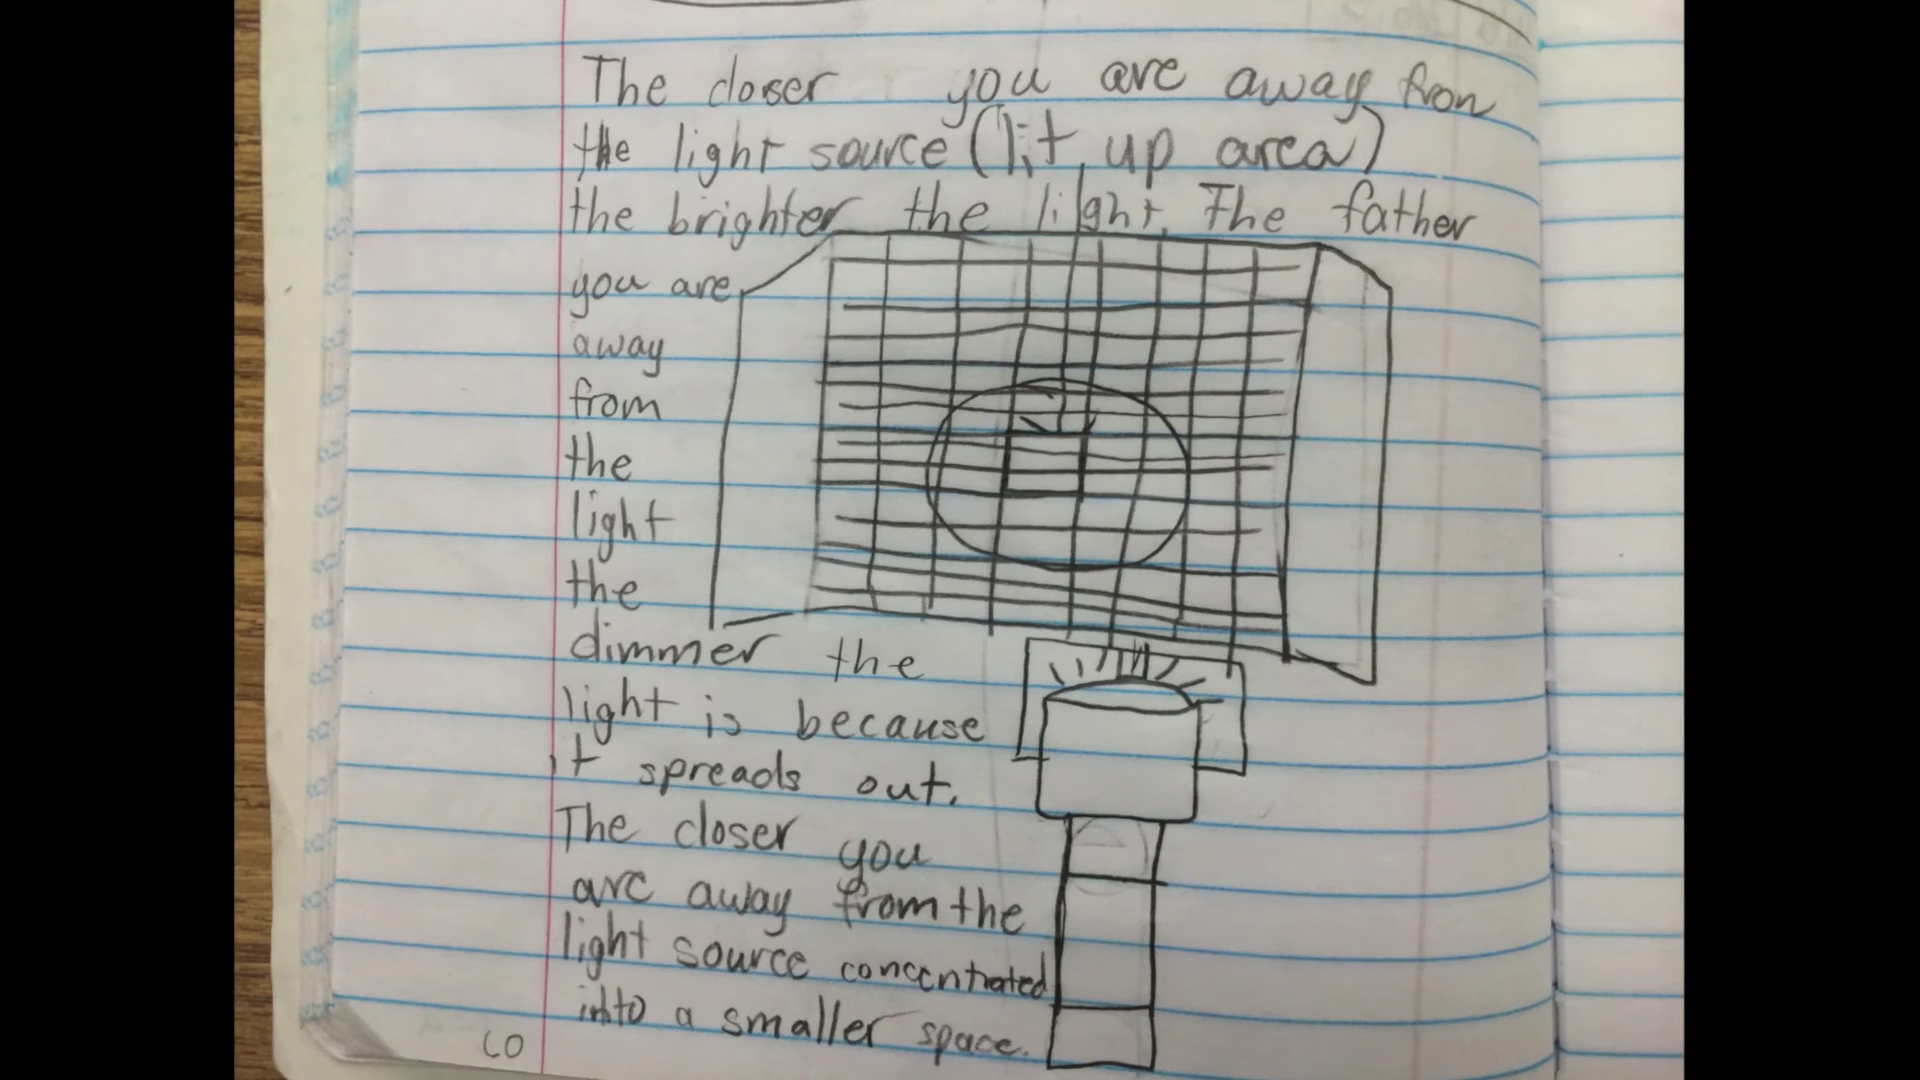 The closer you are away from
the light source (lit up area)
the brighter the light. The father
you are
away
from
the
light
the
dimmer the
light is because
it spreads out.
The closer you
are away from the
light source concentrated
into a smaller space.